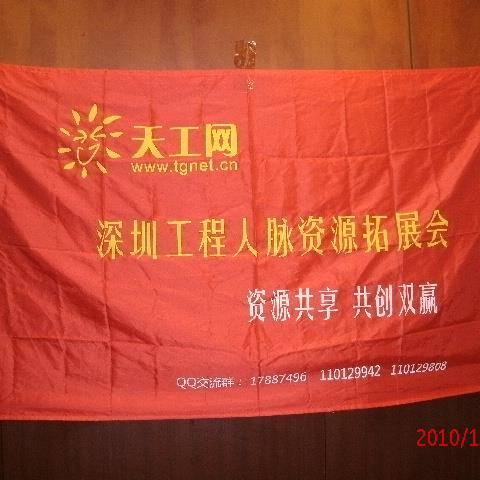 天工网
www.tgnet.cn
深圳工程人脉资源拓展会
资源共享 共创双赢
QQ交流群：17887496 110129942 110129808
2010/1